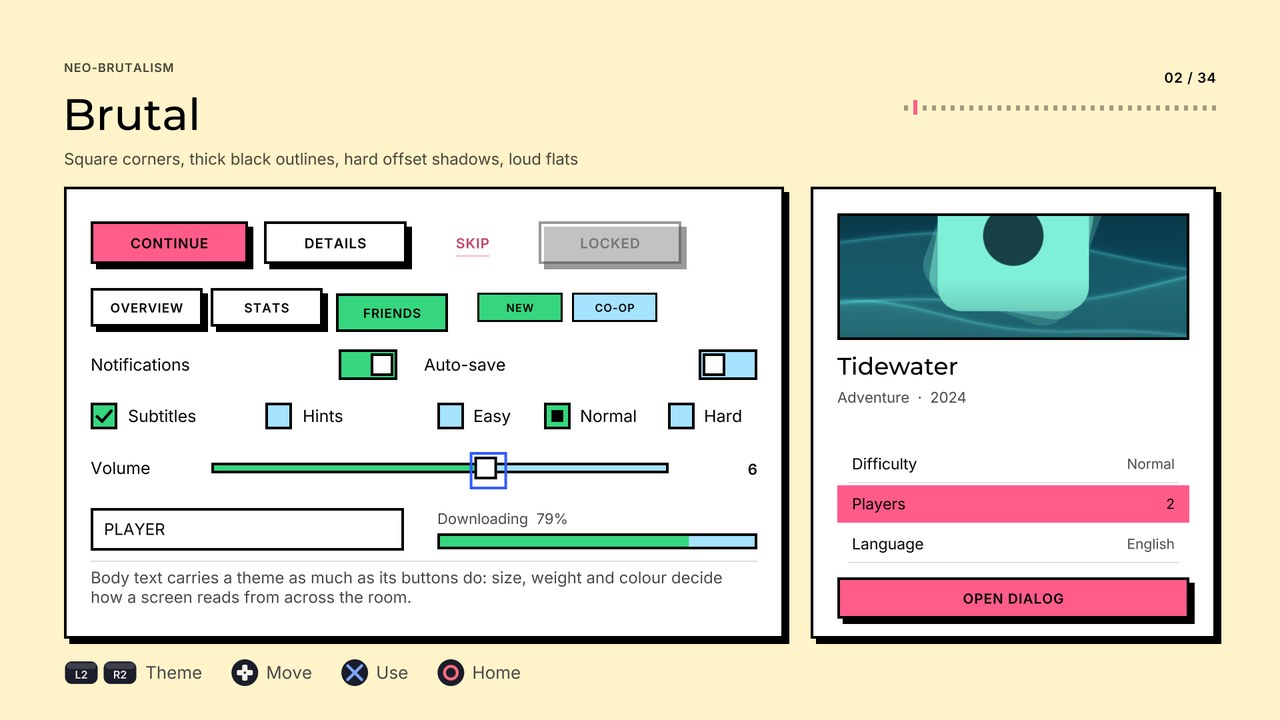 NEO-BRUTALISM
Brutal
Square corners, thick black outlines, hard offset shadows, loud flats
02 / 34
CONTINUE
DETAILS
SKIP
LOCKED
OVERVIEW
STATS
FRIENDS
NEW
CO-OP
Notifications
Auto-save
Subtitles
Hints
Easy
Normal
Hard
Volume
6
PLAYER
Downloading 79%
Body text carries a theme as much as its buttons do: size, weight and colour decide
how a screen reads from across the room.
Tidewater
Adventure · 2024
Difficulty Normal
Players 2
Language English
OPEN DIALOG
L2 R2 Theme Move Use Home